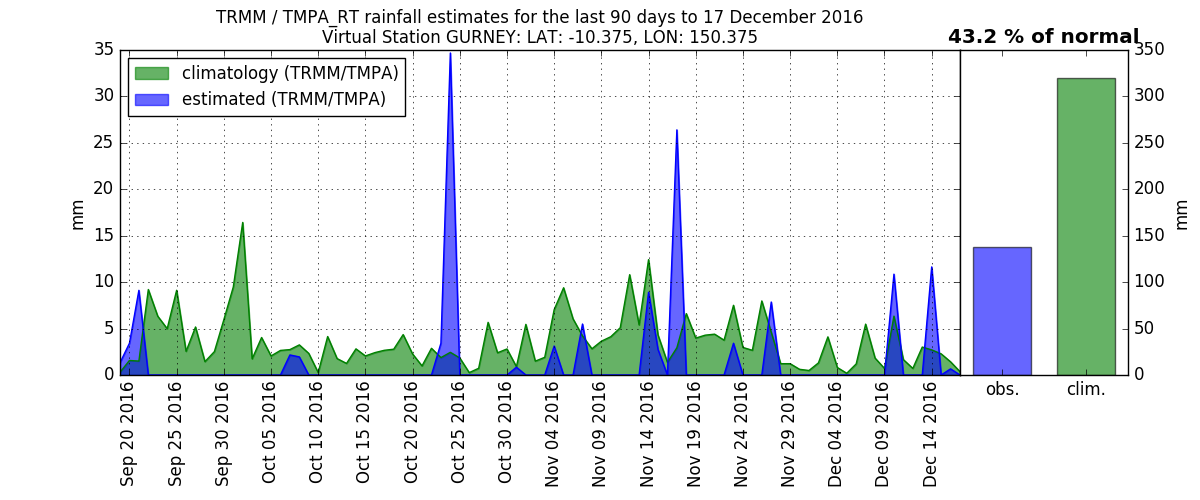 TRMM / TMPA_RT rainfall estimates for the last 90 days to 17 December 2016
Virtual Station GURNEY: LAT: -10.375, LON: 150.375
43.2 % of normal
climatology (TRMM/TMPA)
estimated (TRMM/TMPA)
mm
35
30
25
20
15
10
5
0
Sep 20 2016
Sep 25 2016
Sep 30 2016
Oct 05 2016
Oct 10 2016
Oct 15 2016
Oct 20 2016
Oct 25 2016
Oct 30 2016
Nov 04 2016
Nov 09 2016
Nov 14 2016
Nov 19 2016
Nov 24 2016
Nov 29 2016
Dec 04 2016
Dec 09 2016
Dec 14 2016
350
300
250
200
150
100
50
0
mm
obs.
clim.